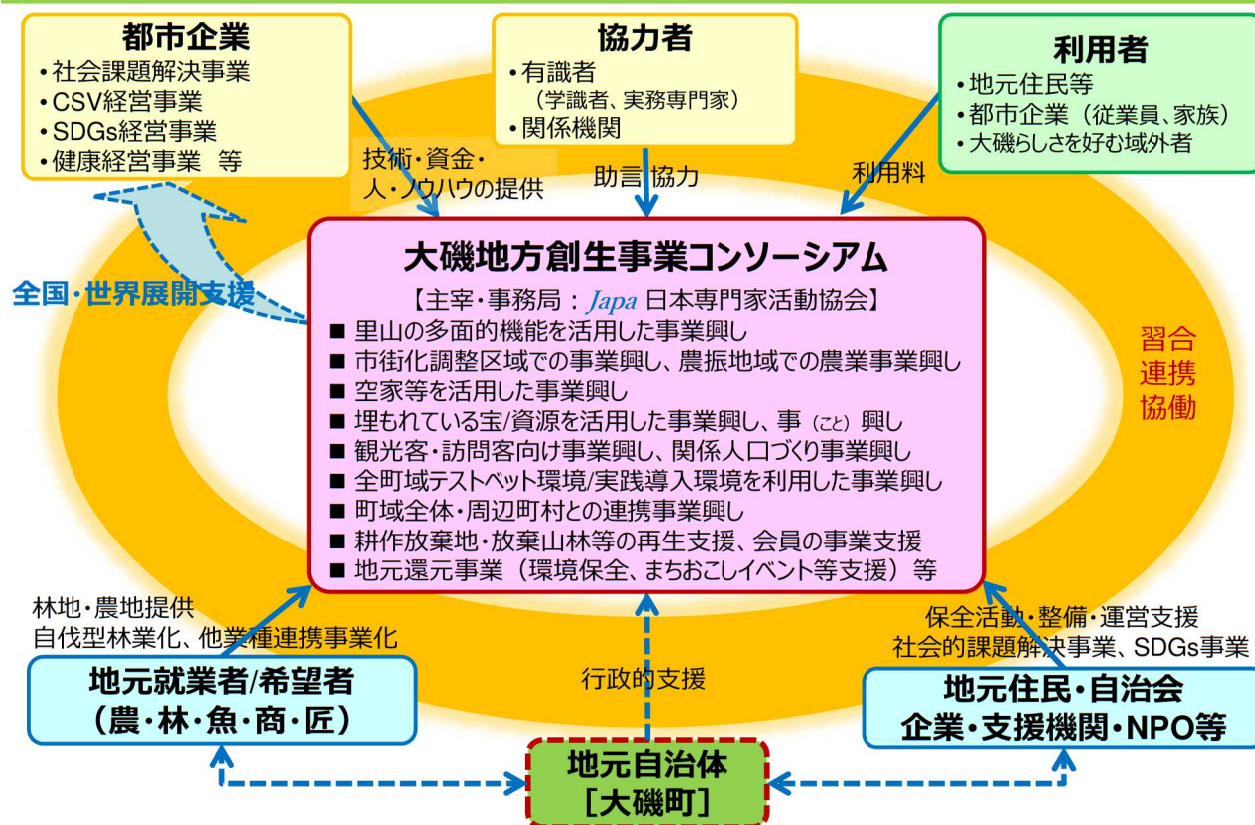 都市企業
• 社会課題解決事業
• CSV経営事業
• SDGs経営事業
• 健康経営事業 等
協力者
• 有識者
（学識者、実務専門家）
• 関係機関
利用者
• 地元住民等
• 都市企業（従業員、家族）
• 大磯らしさを好む域外者
技術・資金・
人・ノウハウの提供
助言 協力
利用料
全国・世界展開支援
大磯地方創生事業コンソーシアム
【主宰・事務局：Japa 日本専門家活動協会】
■ 里山の多面的機能を活用した事業興し
■ 市街化調整区域での事業興し、農振地域での農業事業興し
■ 空家等を活用した事業興し
■ 埋もれている宝/資源を活用した事業興し、事（こと）興し
■ 観光客・訪問客向け事業興し、関係人口づくり事業興し
■ 全町域テストベット環境/実践導入環境を利用した事業興し
■ 町域全体・周辺町村との連携事業興し
■ 耕作放棄地・放棄山林等の再生支援、会員の事業支援
■ 地元還元事業（環境保全、まちおこしイベント等支援）等
習合
連携
協働
林地・農地提供
自伐型林業化、他業種連携事業化
地元就業者/希望者
（農・林・魚・商・匠）
行政的支援
保全活動・整備・運営支援
社会的課題解決事業、SDGs事業
地元住民・自治会
企業・支援機関・NPO等
地元自治体
［大磯町］